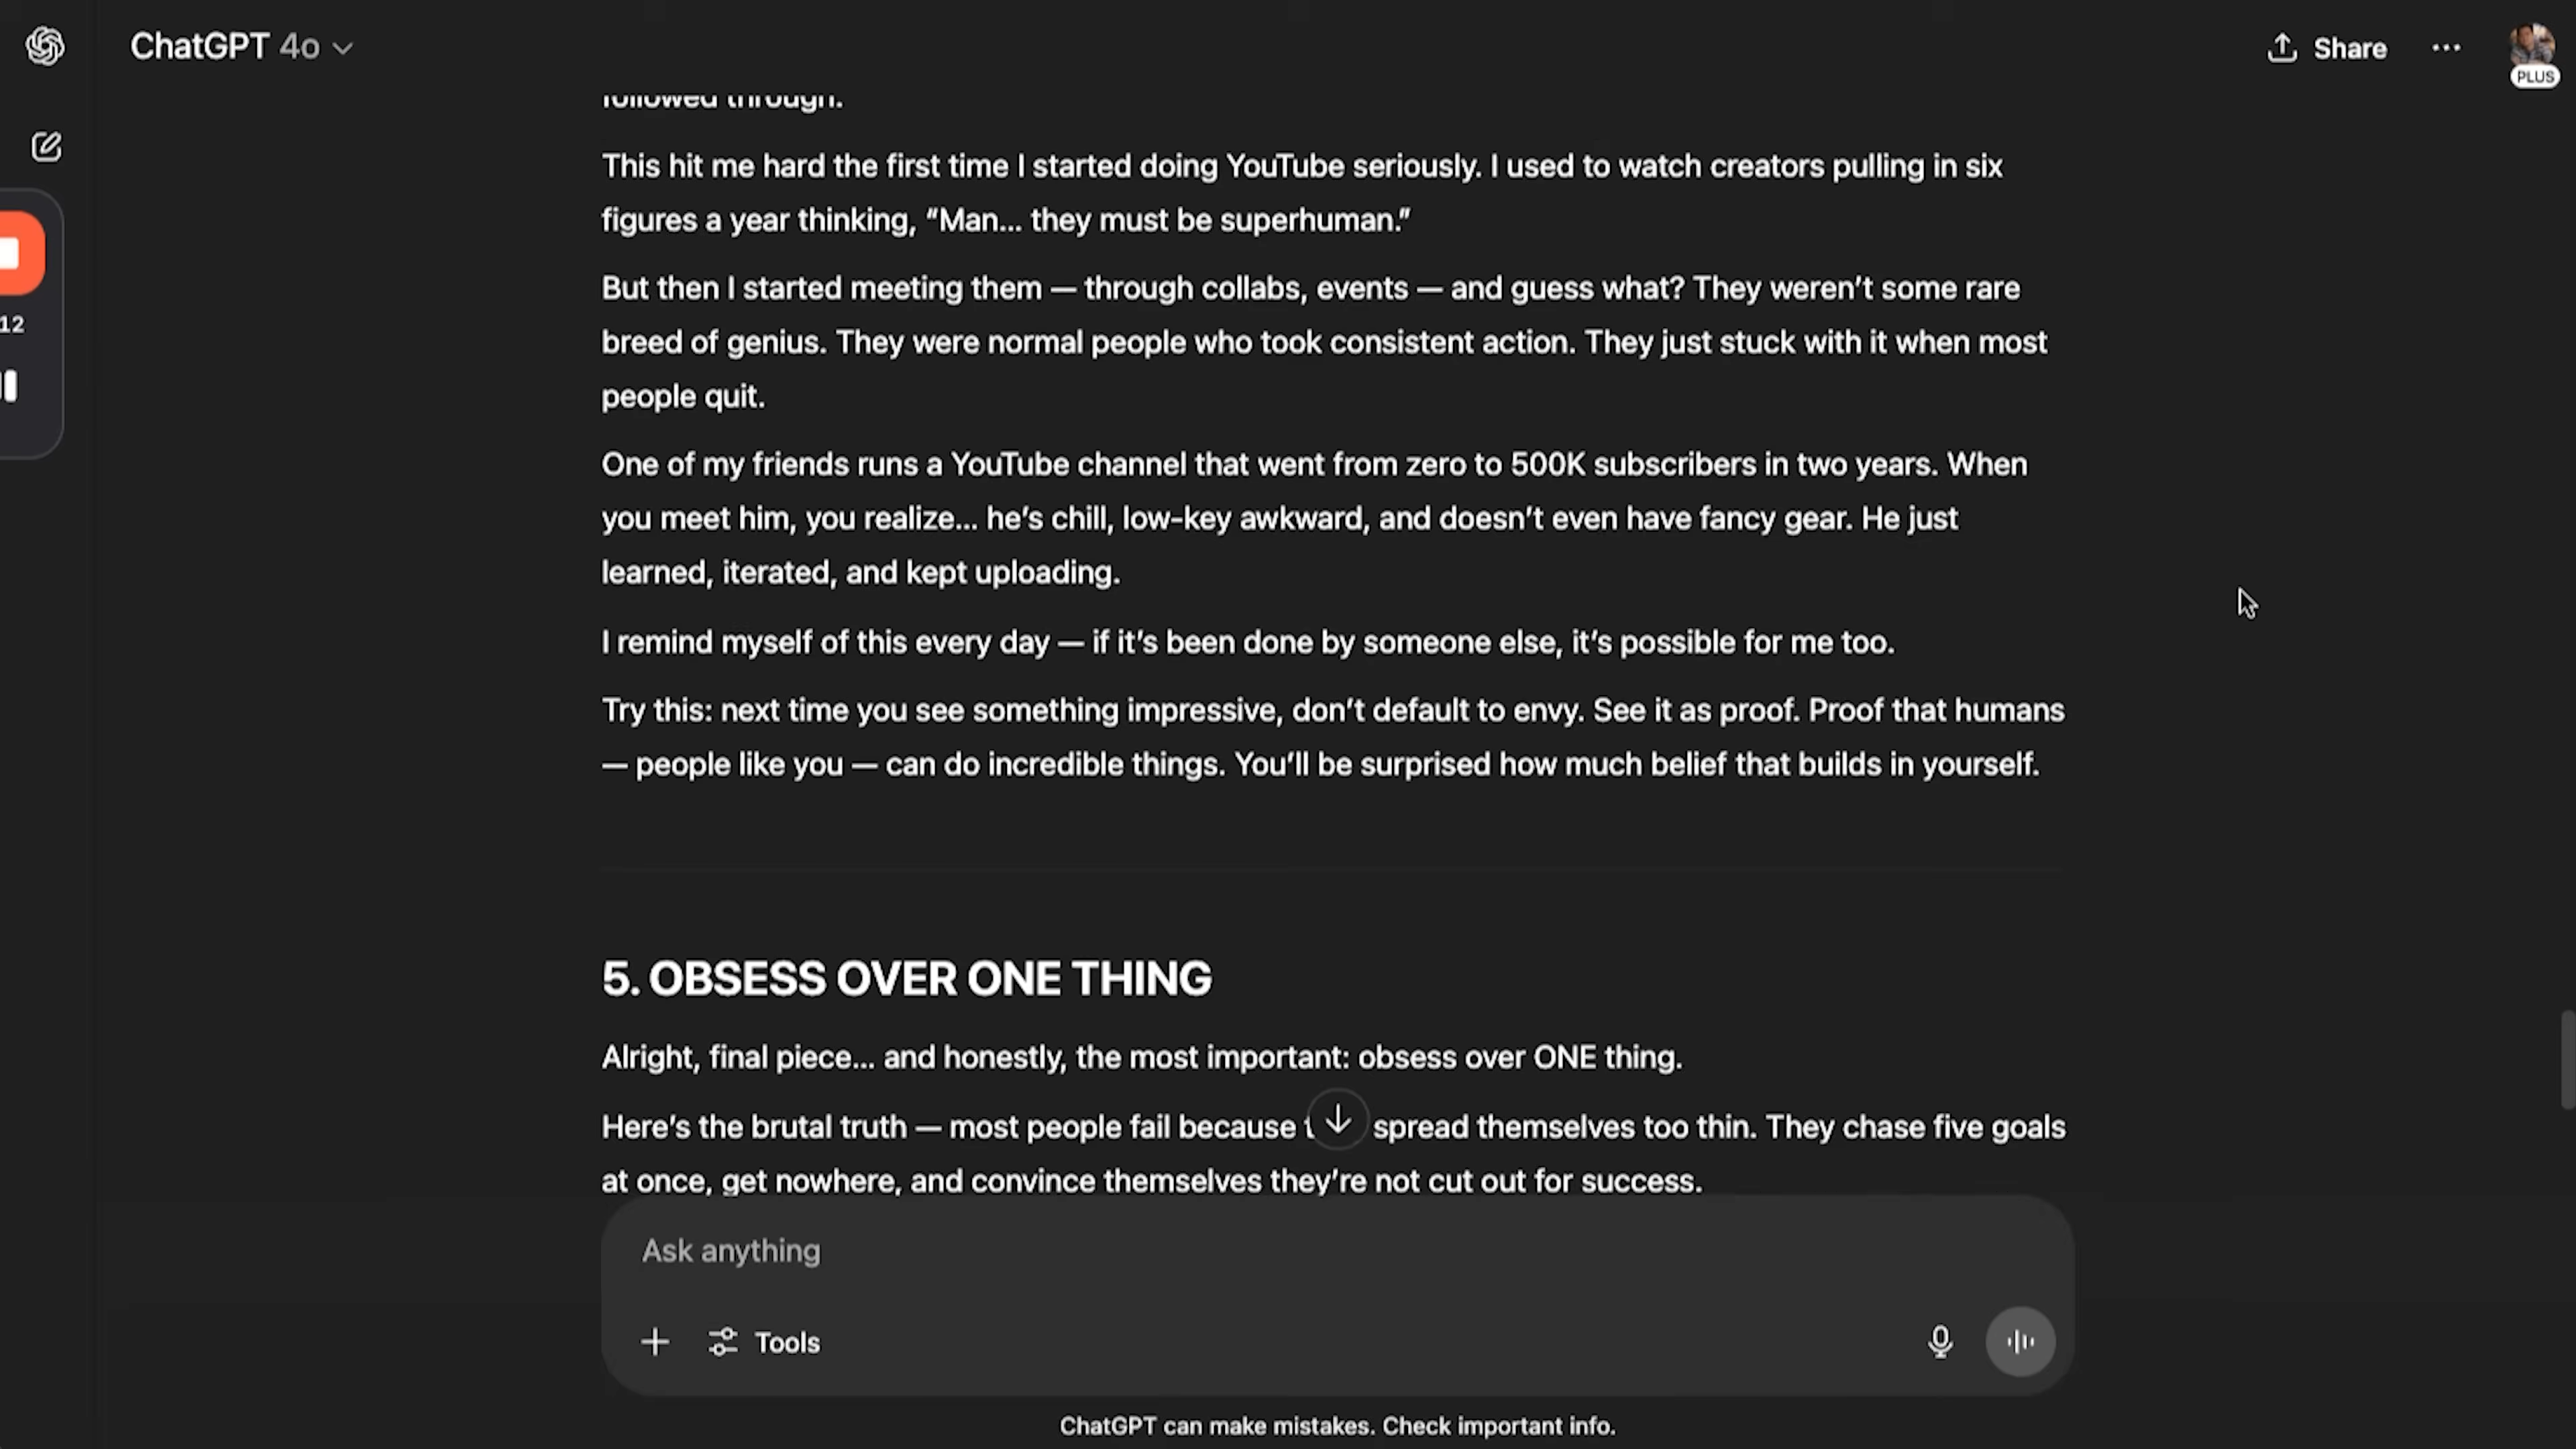 ChatGPT 4o
Share
PLUS
followed through.
This hit me hard the first time I started doing YouTube seriously. I used to watch creators pulling in six
figures a year thinking, “Man... they must be superhuman.”
But then I started meeting them — through collabs, events — and guess what? They weren’t some rare
breed of genius. They were normal people who took consistent action. They just stuck with it when most
people quit.
One of my friends runs a YouTube channel that went from zero to 500K subscribers in two years. When
you meet him, you realize... he’s chill, low-key awkward, and doesn’t even have fancy gear. He just
learned, iterated, and kept uploading.
I remind myself of this every day — if it’s been done by someone else, it’s possible for me too.
Try this: next time you see something impressive, don’t default to envy. See it as proof. Proof that humans
— people like you — can do incredible things. You’ll be surprised how much belief that builds in yourself.
5. OBSESS OVER ONE THING
Alright, final piece... and honestly, the most important: obsess over ONE thing.
Here’s the brutal truth — most people fail because spread themselves too thin. They chase five goals
at once, get nowhere, and convince themselves they’re not cut out for success.
12
Ask anything
Tools
ChatGPT can make mistakes. Check important info.